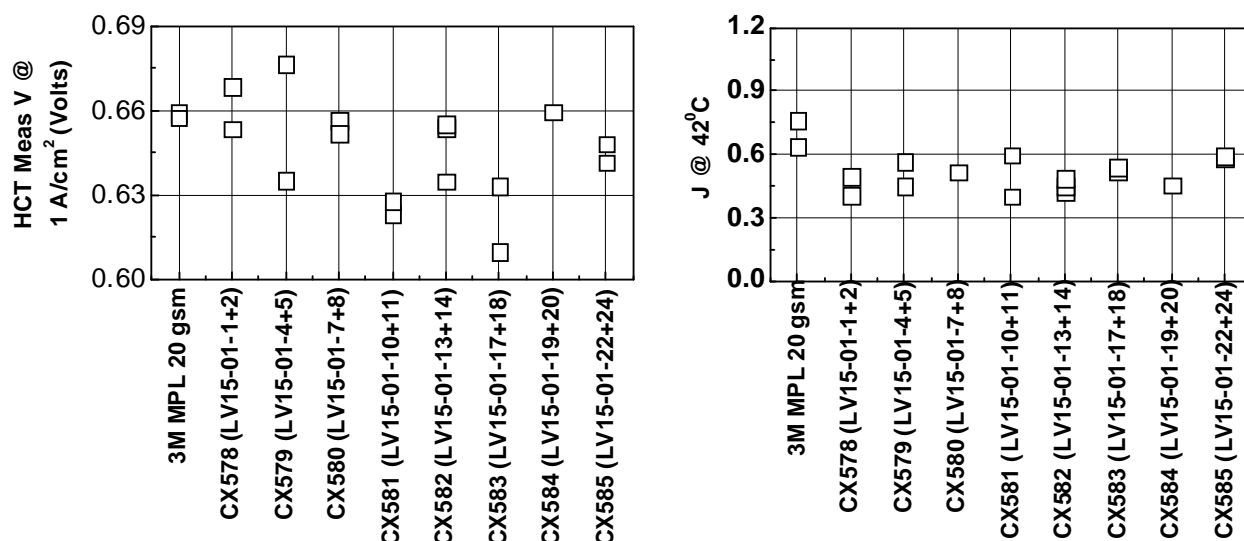 HCT Meas V @
1 A/cm² (Volts)
0.69
0.66
0.63
0.60
3M MPL 20 gsm
CX578 (LV15-01-1+2)
CX579 (LV15-01-4+5)
CX580 (LV15-01-7+8)
CX581 (LV15-01-10+11)
CX582 (LV15-01-13+14)
CX583 (LV15-01-17+18)
CX584 (LV15-01-19+20)
CX585 (LV15-01-22+24)
J @ 42⁰C
1.2
0.9
0.6
0.3
0.0
3M MPL 20 gsm
CX578 (LV15-01-1+2)
CX579 (LV15-01-4+5)
CX580 (LV15-01-7+8)
CX581 (LV15-01-10+11)
CX582 (LV15-01-13+14)
CX583 (LV15-01-17+18)
CX584 (LV15-01-19+20)
CX585 (LV15-01-22+24)